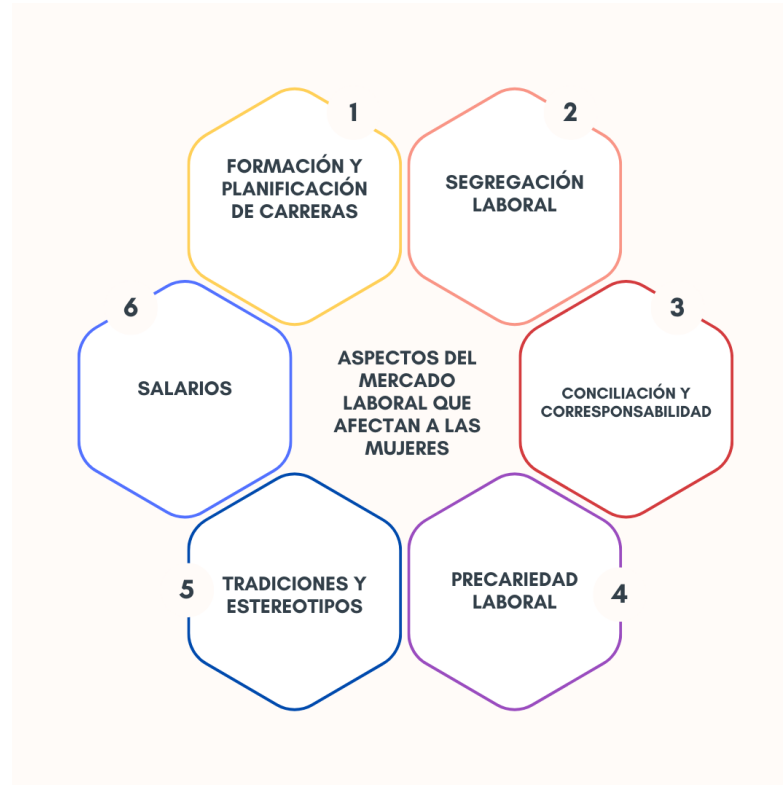 1
FORMACIÓN Y
PLANIFICACIÓN
DE CARRERAS
2
SEGREGACIÓN
LABORAL
3
CONCILIACIÓN Y
CORRESPONSABILIDAD
4
PRECARIEDAD
LABORAL
5
TRADICIONES Y
ESTEREOTIPOS
6
SALARIOS
ASPECTOS DEL
MERCADO
LABORAL QUE
AFECTAN A LAS
MUJERES